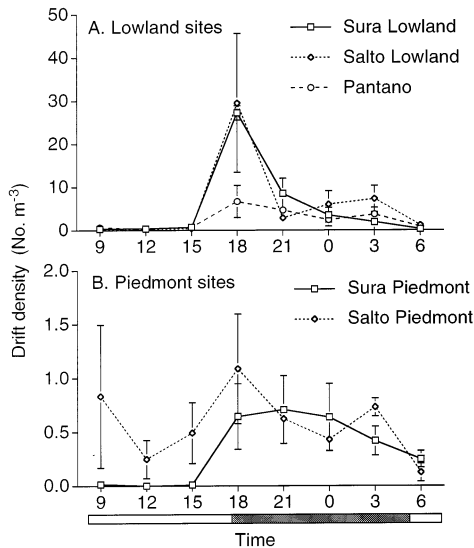 A. Lowland sites
Sura Lowland
Salto Lowland
Pantano
50
40
30
20
10
0
9 12 15 18 21 0 3 6
Drift density (No. m-3)
B. Piedmont sites
Sura Piedmont
Salto Piedmont
2.0
1.5
1.0
0.5
0.0
9 12 15 18 21 0 3 6
Time